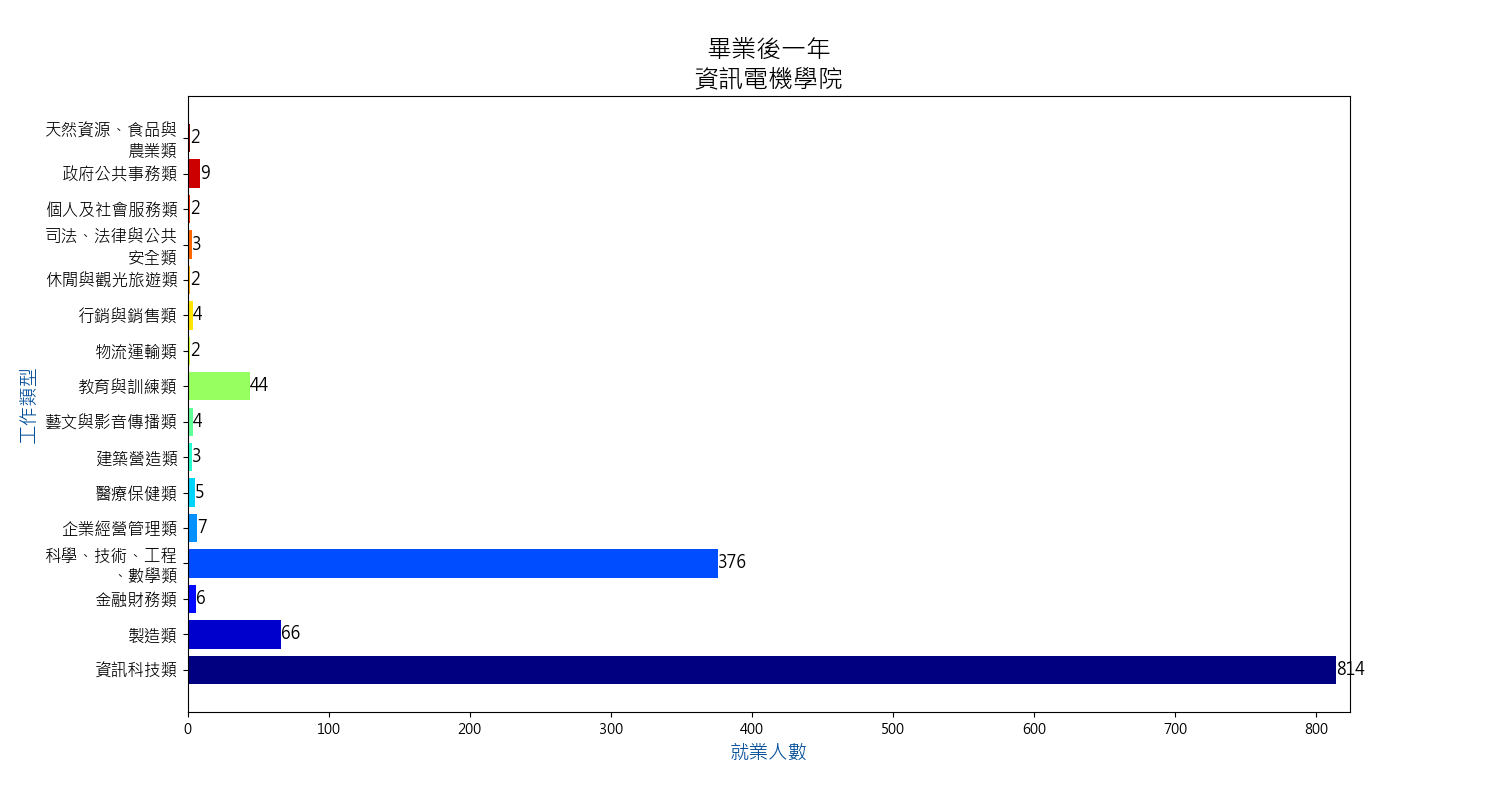 畢業後一年
資訊電機學院
天然資源、食品與
農業類
2
政府公共事務類
9
個人及社會服務類
2
司法、法律與公共
安全類
3
休閒與觀光旅遊類
2
行銷與銷售類
4
物流運輸類
2
教育與訓練類
44
藝文與影音傳播類
4
建築營造類
3
醫療保健類
5
企業經營管理類
7
科學、技術、工程
、數學類
376
金融財務類
6
製造類
66
資訊科技類
814
工作類型
0 100 200 300 400 500 600 700 800
就業人數